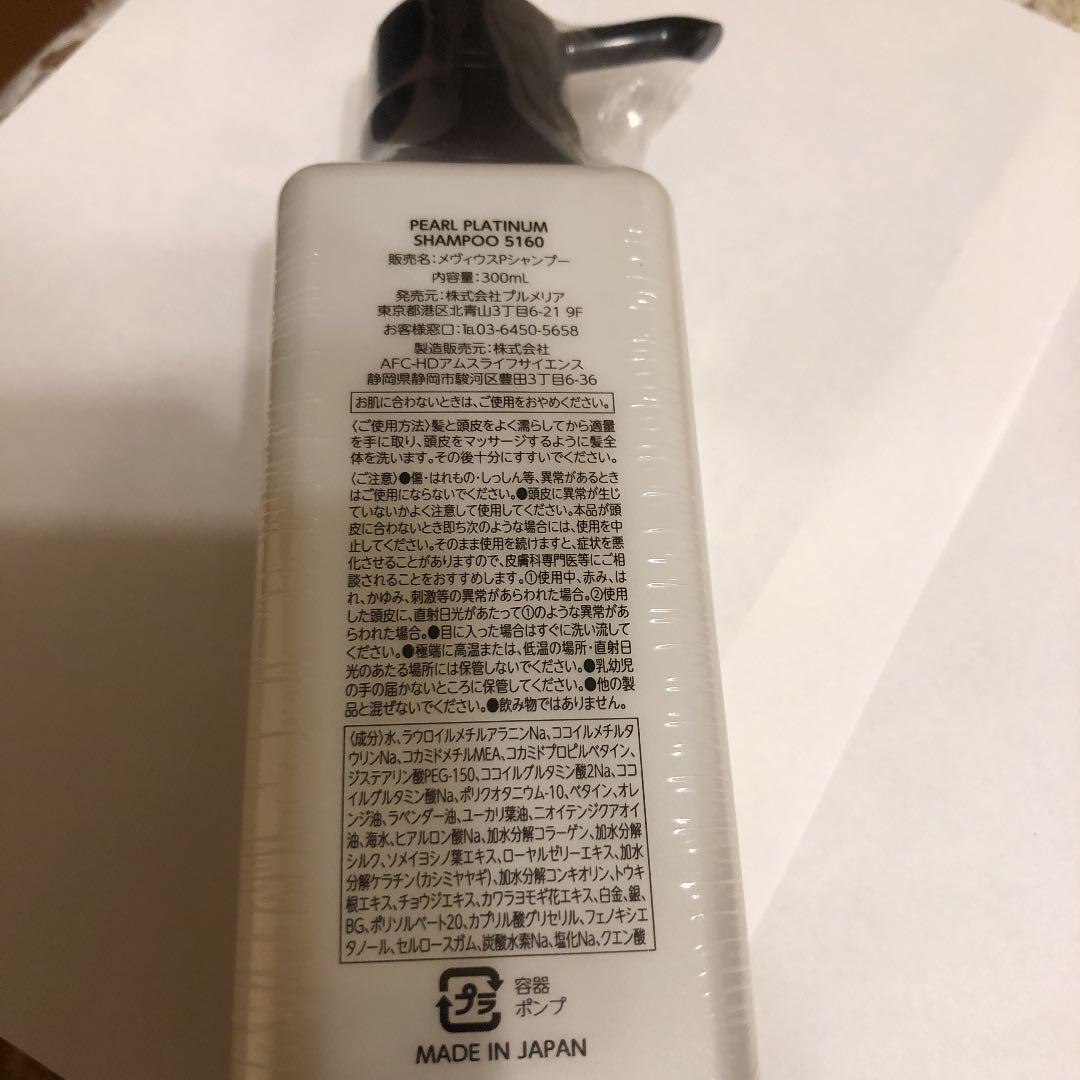 PEARL PLATINUM
SHAMPOO 5160
販売名：メヴィウスPシャンプー
内容量：300mL
発売元：株式会社プルメリア
東京都港区北青山3丁目6-21 9F
お客様窓口：℡03-6450-5658
製造販売元：株式会社
AFC-HDアムスライフサイエンス
静岡県静岡市駿河区豊田3丁目6-36
お肌に合わないときは、ご使用をおやめください。
〈ご使用方法〉髪と頭皮をよく濡らしてから適量
を手に取り、頭皮をマッサージするように髪全
体を洗います。その後十分にすすいでください。
〈ご注意〉●傷・はれもの・しっしん等、異常があるとき
はご使用にならないでください。●頭皮に異常が生じ
ていないかよく注意して使用してください。本品が頭
皮に合わないとき即ち次のような場合には、使用を中
止してください。そのまま使用を続けますと、症状を悪
化させることがありますので、皮膚科専門医等にご相
談されることをおすすめします。①使用中、赤み、は
れ、かゆみ、刺激等の異常があらわれた場合。②使用
した頭皮に、直射日光があたって①のような異常があ
らわれた場合。●目に入った場合はすぐに洗い流して
ください。●極端に高温または、低温の場所・直射日
光のあたる場所には保管しないでください。●乳幼児
の手の届かないところに保管してください。●他の製
品と混ぜないでください。●飲み物ではありません。
〈成分〉水、ラウロイルメチルアラニンNa、ココイルメチルタ
ウリンNa、コカミドメチルMEA、コカミドプロピルベタイン、
ジステアリン酸PEG-150、ココイルグルタミン酸2Na、ココ
イルグルタミン酸Na、ポリクオタニウム-10、ベタイン、オレ
ンジ油、ラベンダー油、ユーカリ葉油、ニオイテンジクアオイ
油、海水、ヒアルロン酸Na、加水分解コラーゲン、加水分解
シルク、ソメイヨシノ葉エキス、ローヤルゼリーエキス、加水
分解ケラチン(カシミヤヤギ)、加水分解コンキオリン、トウキ
根エキス、チョウジエキス、カワラヨモギ花エキス、白金、銀、
BG、ポリソルベート20、カプリル酸グリセリル、フェノキシエ
タノール、セルロースガム、炭酸水素Na、塩化Na、クエン酸
プラ
容器
ポンプ
MADE IN JAPAN